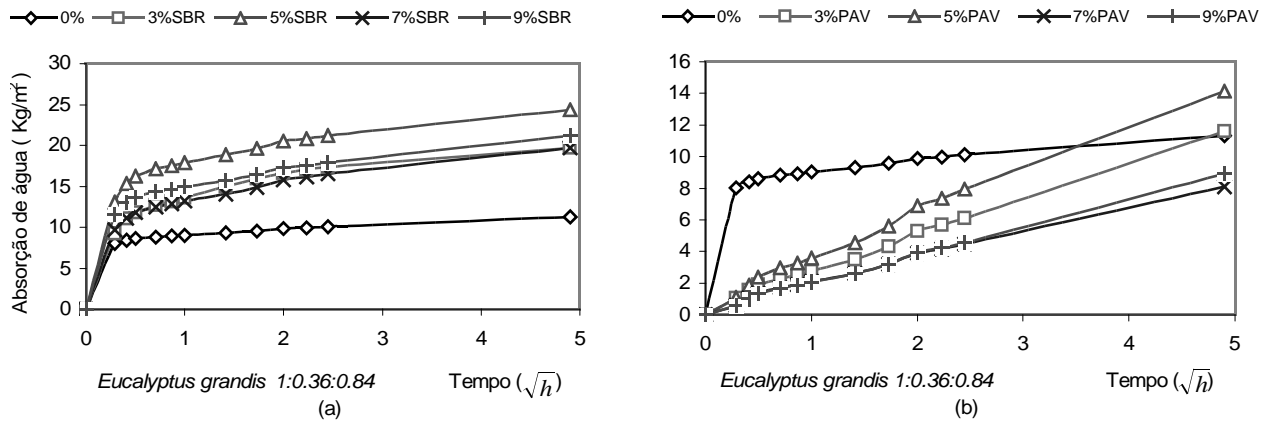 0% 3%SBR 5%SBR 7%SBR 9%SBR
Absorção de água ( Kg/m²)
30
25
20
15
10
5
0
0 1 2 3 4 5
Eucalyptus grandis 1:0.36:0.84 Tempo (√h)
(a)
0% 3%PAV 5%PAV 7%PAV 9%PAV
16
14
12
10
8
6
4
2
0
0 1 2 3 4 5
Eucalyptus grandis 1:0.36:0.84 Tempo (√h)
(b)